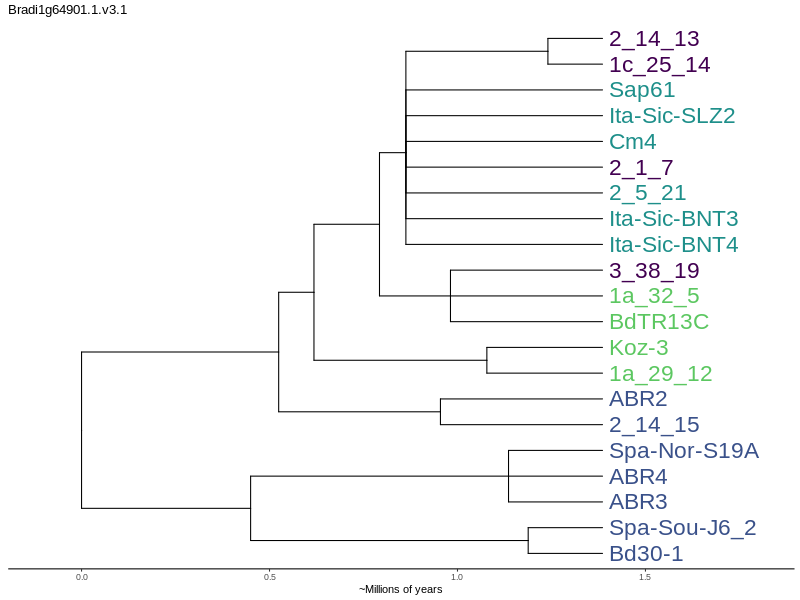 Bradi1g64901.1.v3.1
2_14_13
1c_25_14
Sap61
Ita-Sic-SLZ2
Cm4
2_1_7
2_5_21
Ita-Sic-BNT3
Ita-Sic-BNT4
3_38_19
1a_32_5
BdTR13C
Koz-3
1a_29_12
ABR2
2_14_15
Spa-Nor-S19A
ABR4
ABR3
Spa-Sou-J6_2
Bd30-1
0.0 0.5 1.0 1.5
~Millions of years